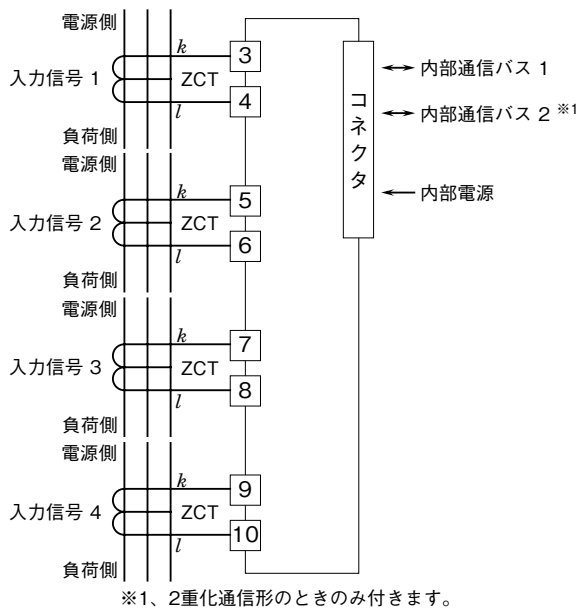 電源側
k
3
入力信号 1
ZCT
l
4
負荷側
電源側
k
5
入力信号 2
ZCT
l
6
負荷側
電源側
k
7
入力信号 3
ZCT
l
8
負荷側
電源側
k
9
入力信号 4
ZCT
l
10
負荷側
コネクタ
内部通信バス 1
内部通信バス 2 ※1
内部電源
※1、2重化通信形のときのみ付きます。